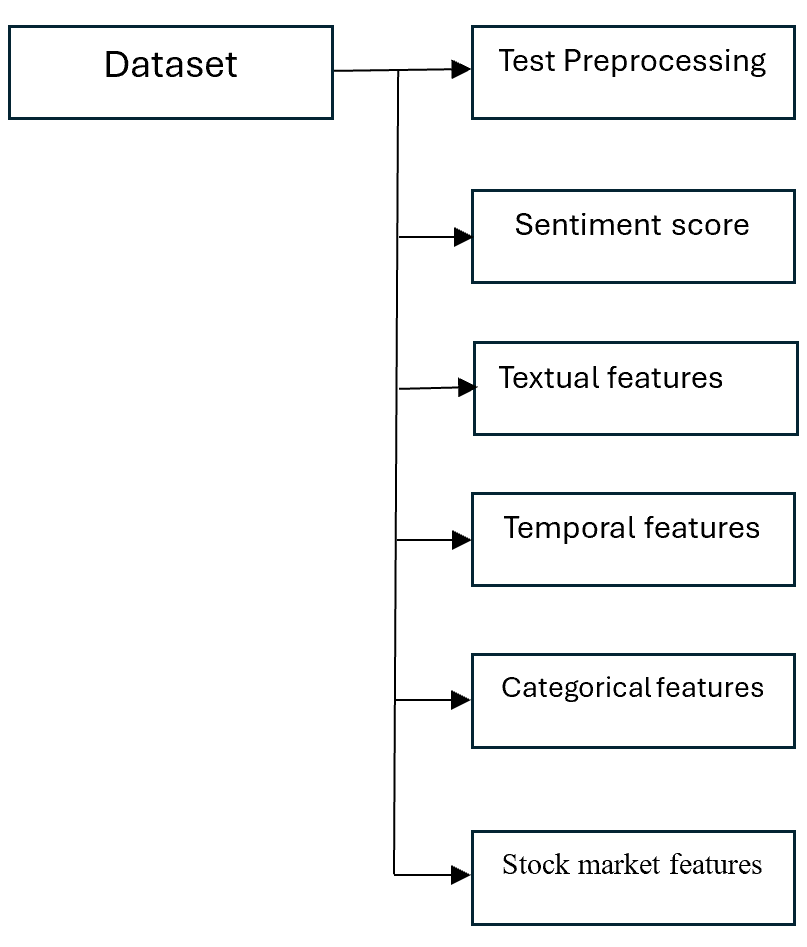 Dataset
Test Preprocessing
Sentiment score
Textual features
Temporal features
Categorical features
Stock market features